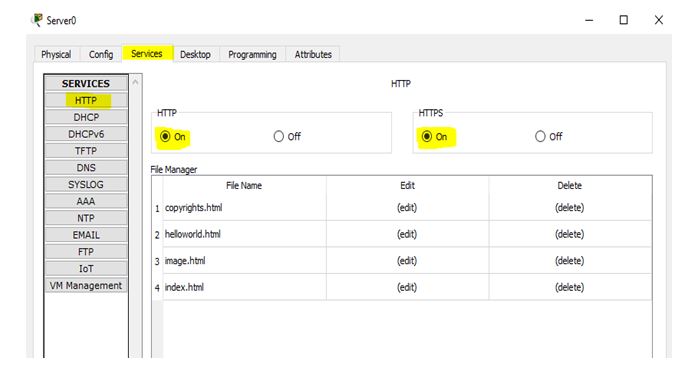 Server0
Physical Config Services Desktop Programming Attributes
SERVICES
HTTP
DHCP
DHCPv6
TFTP
DNS
SYSLOG
AAA
NTP
EMAIL
FTP
IoT
VM Management
HTTP
HTTP
On Off
HTTPS
On Off
File Manager
File Name Edit Delete
1 copyrights.html (edit) (delete)
2 helloworld.html (edit) (delete)
3 image.html (edit) (delete)
4 index.html (edit) (delete)